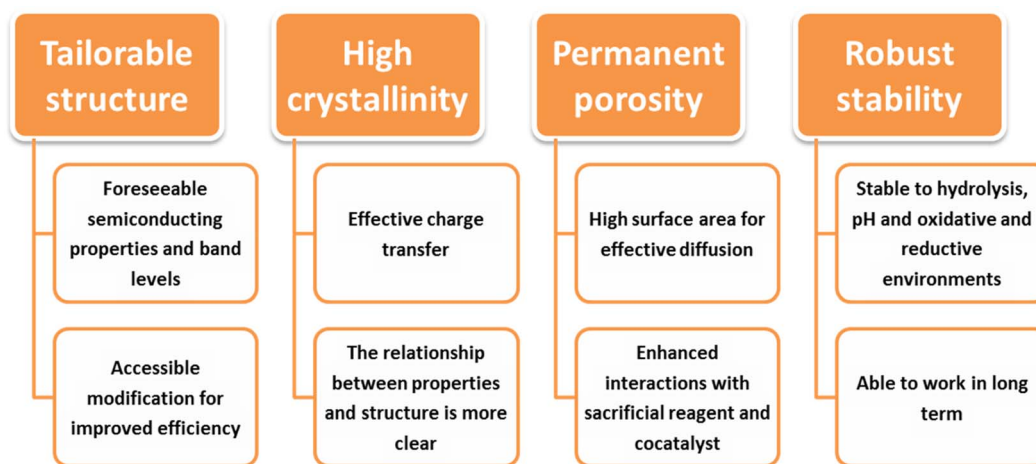 Tailorable
structure
Foreseeable
semiconducting
properties and band
levels
Accessible
modification for
improved efficiency
High
crystallinity
Effective charge
transfer
The relationship
between properties
and structure is more
clear
Permanent
porosity
High surface area for
effective diffusion
Enhanced
interactions with
sacrificial reagent and
cocatalyst
Robust
stability
Stable to hydrolysis,
pH and oxidative and
reductive
environments
Able to work in long
term